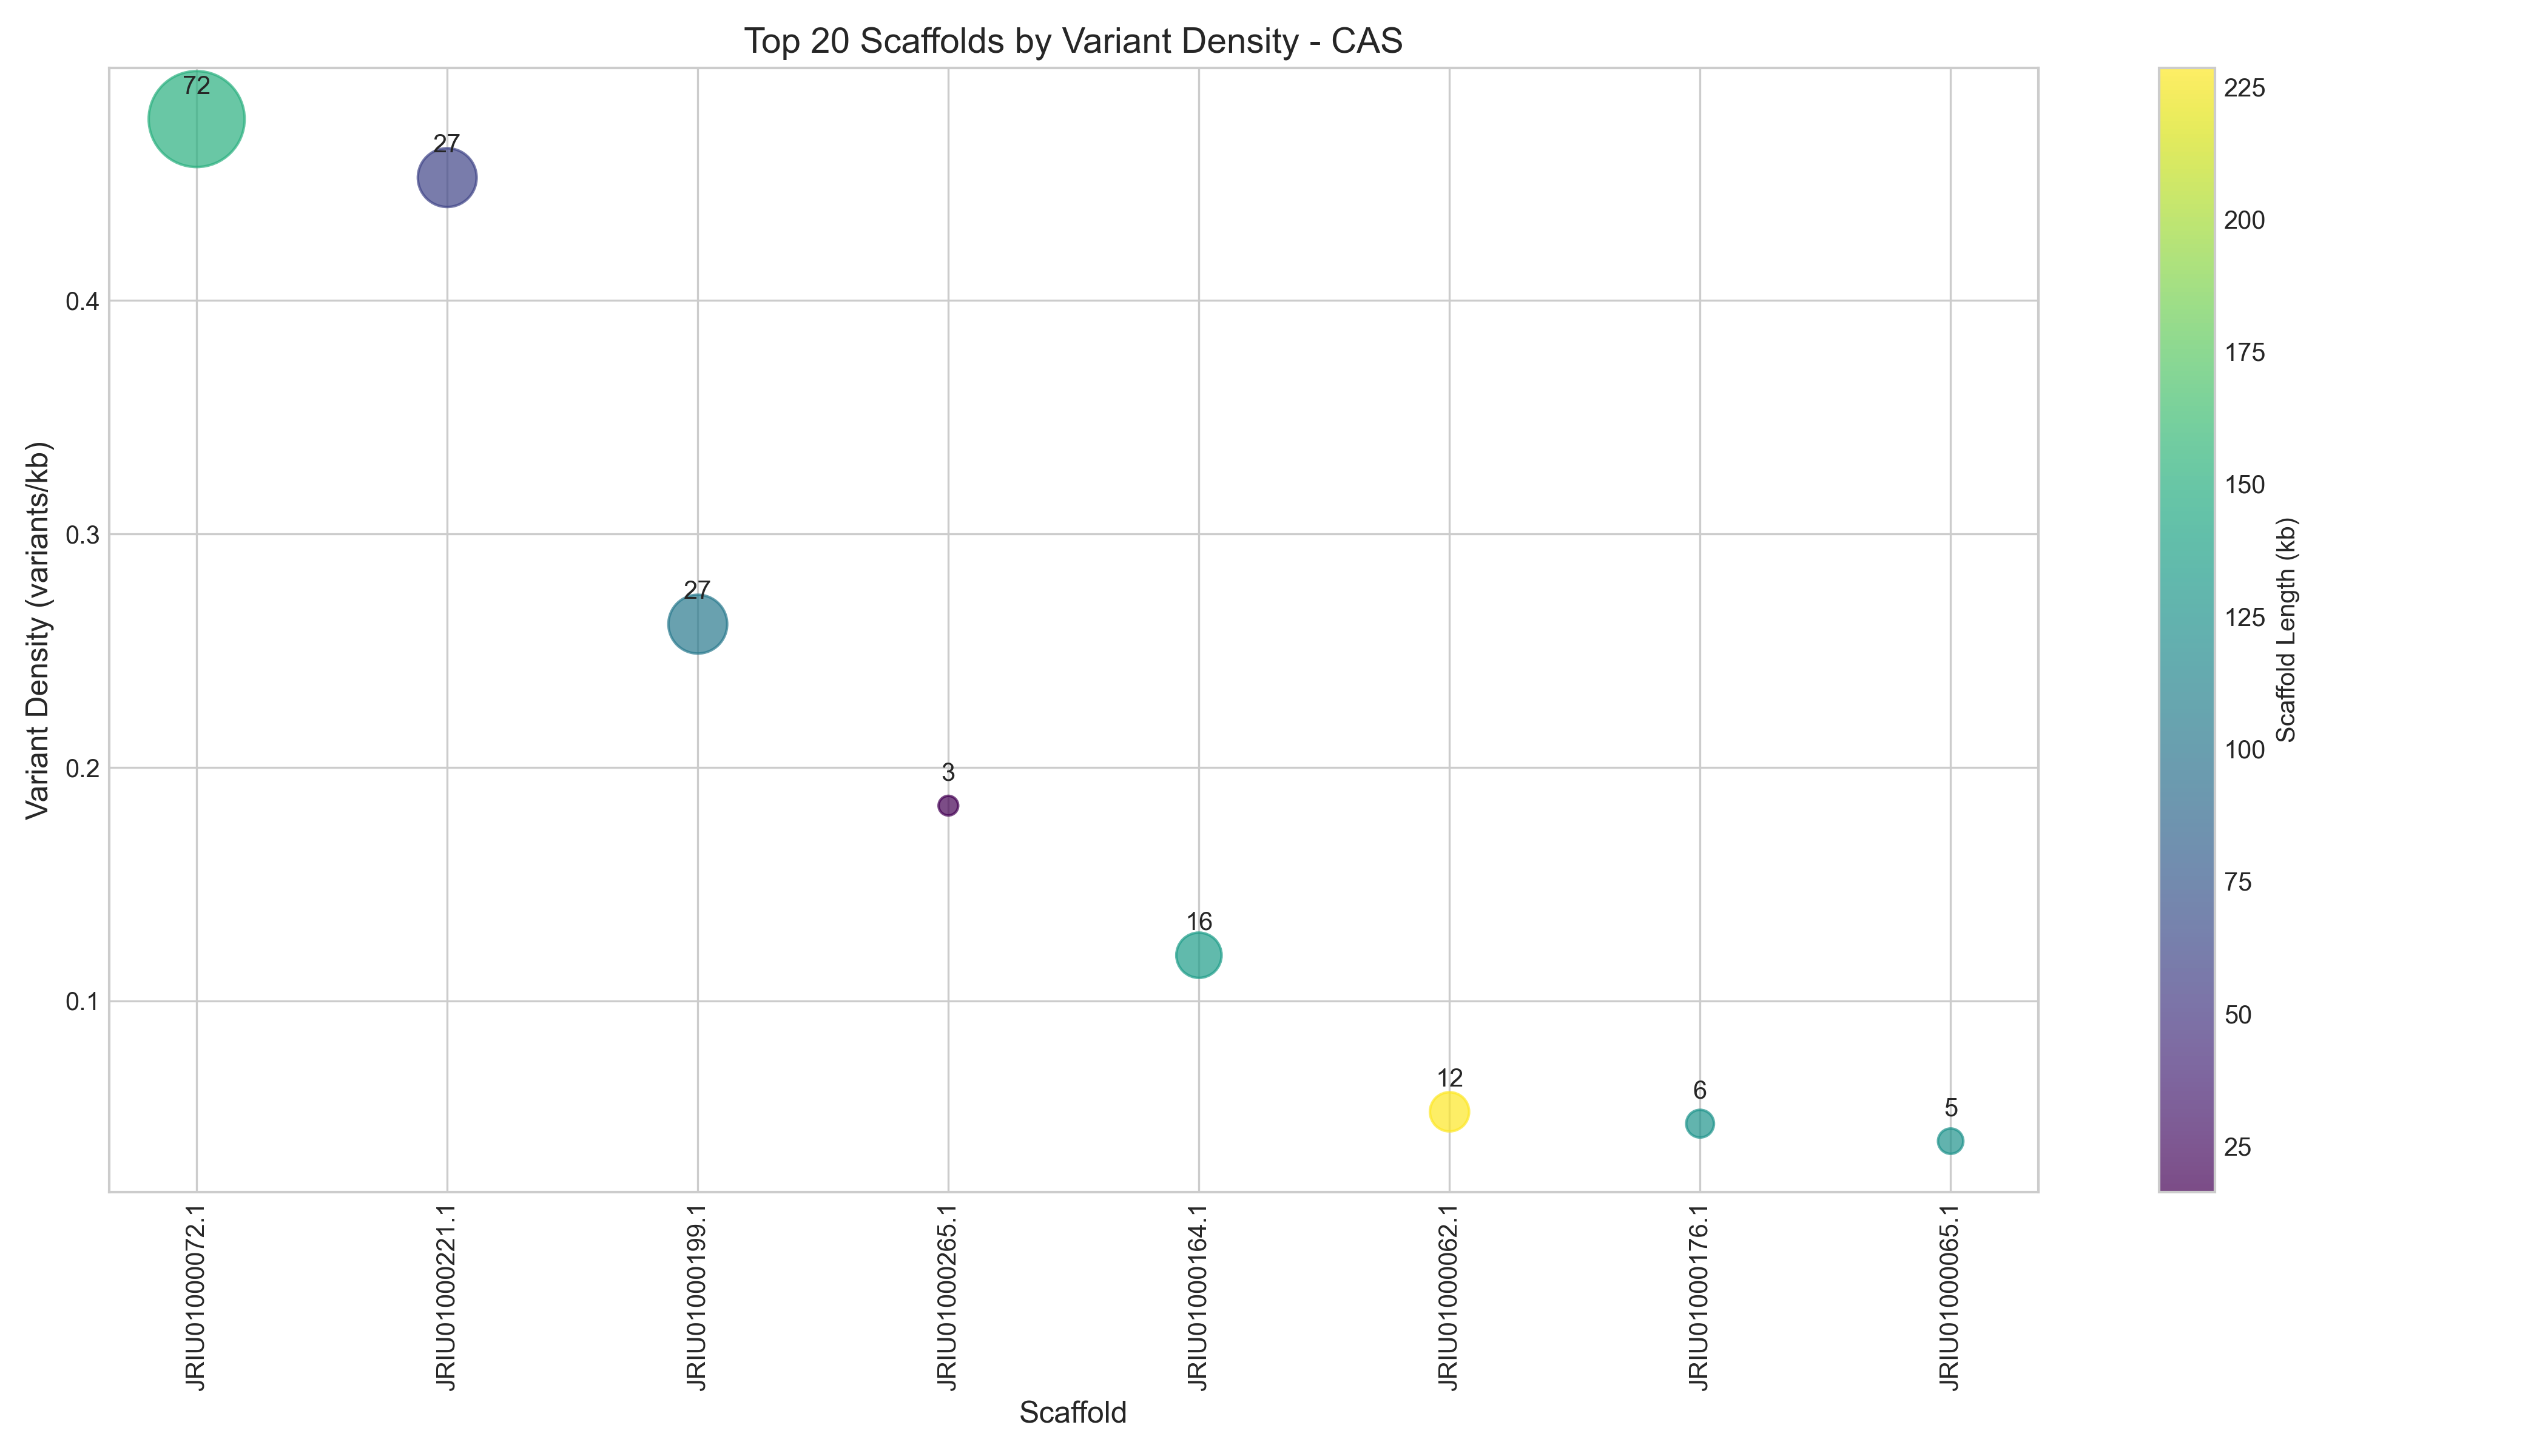 Top 20 Scaffolds by Variant Density - CAS
Variant Density (variants/kb)
0.4
0.3
0.2
0.1
72
27
27
3
16
12
6
5
JRIU01000072.1
JRIU01000221.1
JRIU01000199.1
JRIU01000265.1
JRIU01000164.1
JRIU01000062.1
JRIU01000176.1
JRIU01000065.1
Scaffold
225
200
175
150
125
100
75
50
25
Scaffold Length (kb)